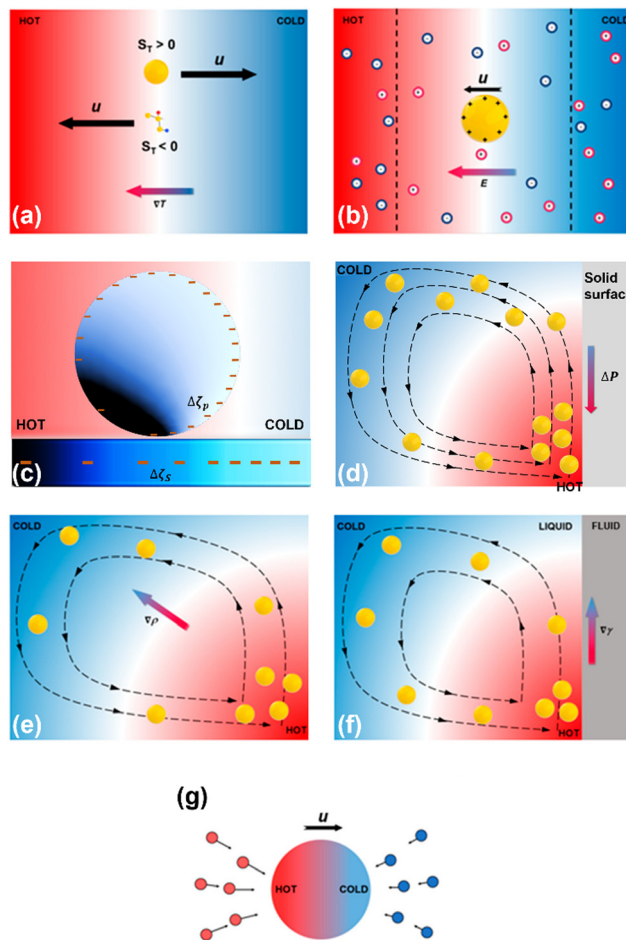 HOT
COLD
S_T > 0
u
u
S_T < 0
∇T
(a)
HOT
COLD
u
E
(b)
Δζ_p
HOT
COLD
Δζ_S
(c)
COLD
Solid
surface
ΔP
HOT
(d)
COLD
∇ρ
HOT
(e)
COLD
LIQUID
FLUID
∇γ
HOT
(f)
(g)
u
HOT
COLD